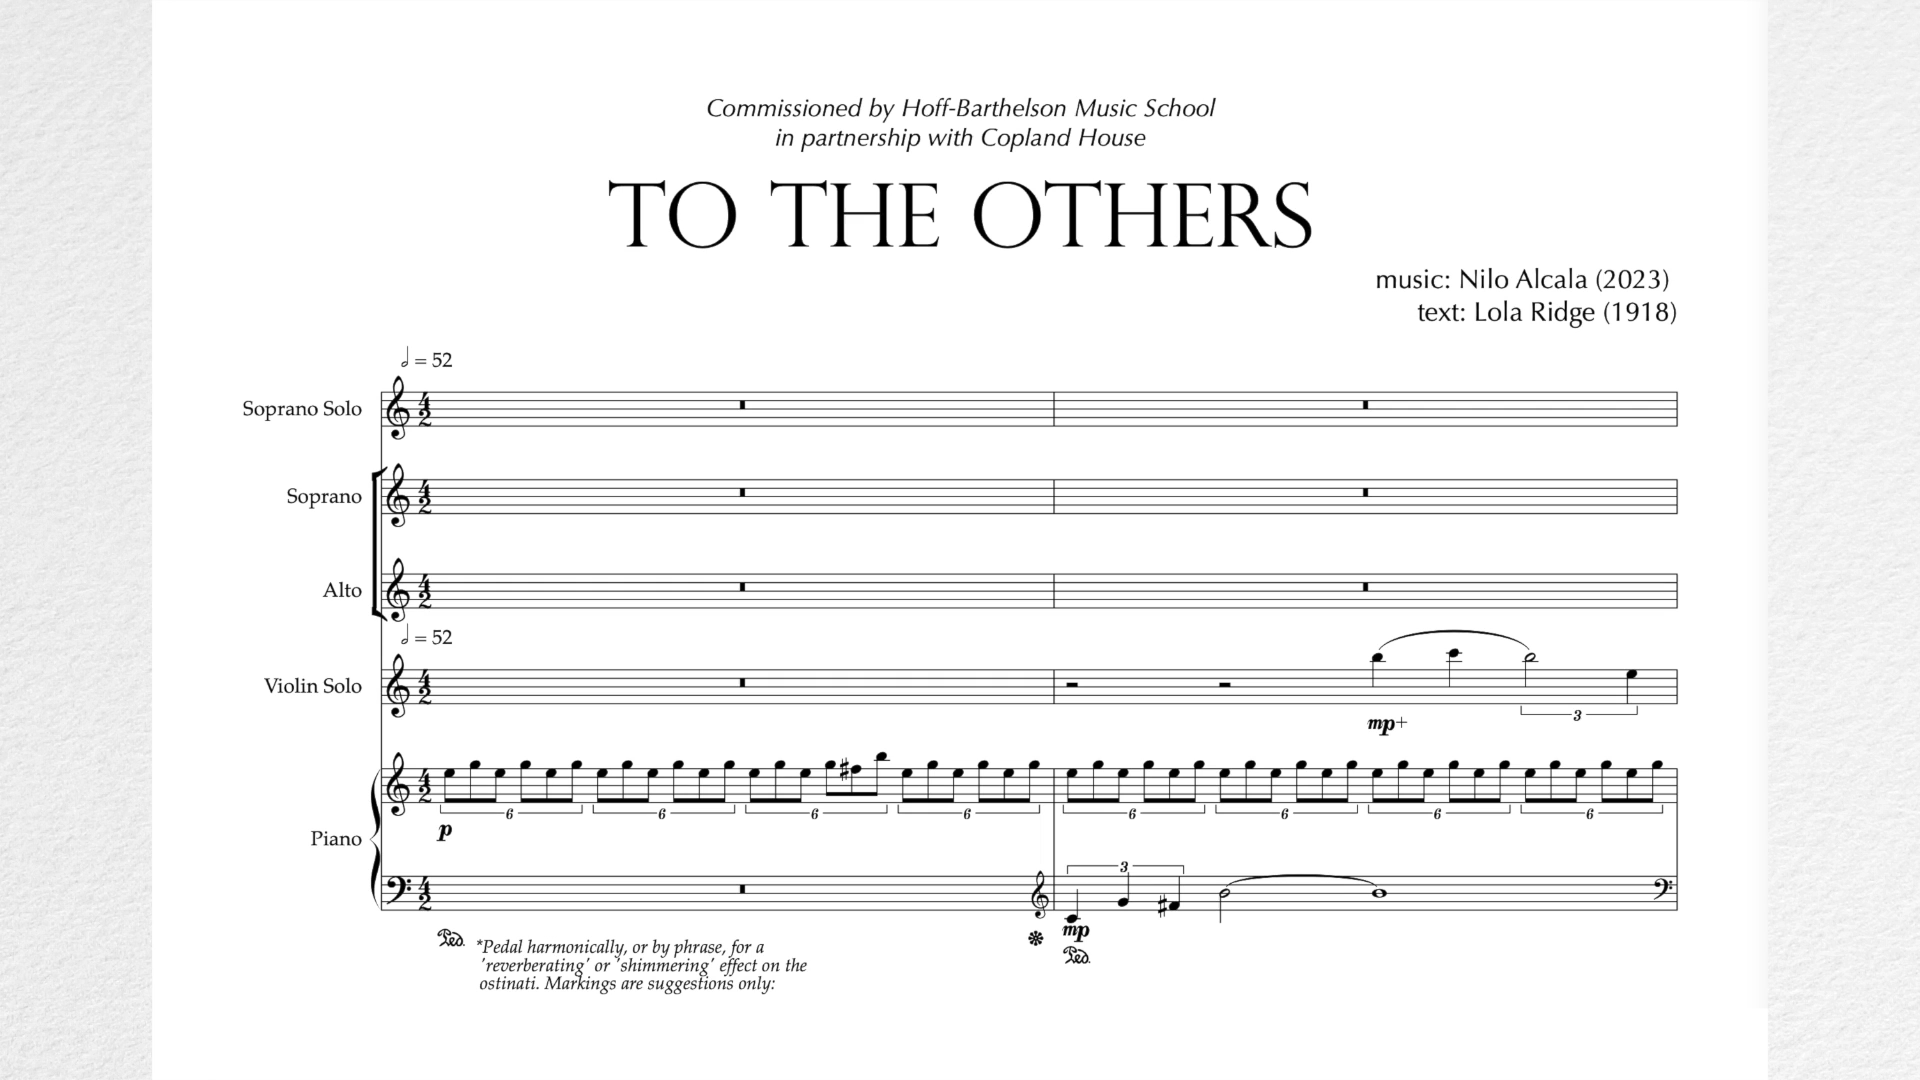 Commissioned by Hoff-Barthelson Music School
in partnership with Copland House
TO THE OTHERS
music: Nilo Alcala (2023)
text: Lola Ridge (1918)
= 52
Soprano Solo
Soprano
Alto
= 52
Violin Solo
3
mp+
6 6 6 6 6 6 6 6
p
Piano
3
mp
Ped. *Pedal harmonically, or by phrase, for a
'reverberating' or 'shimmering' effect on the
ostinati. Markings are suggestions only:
Ped.